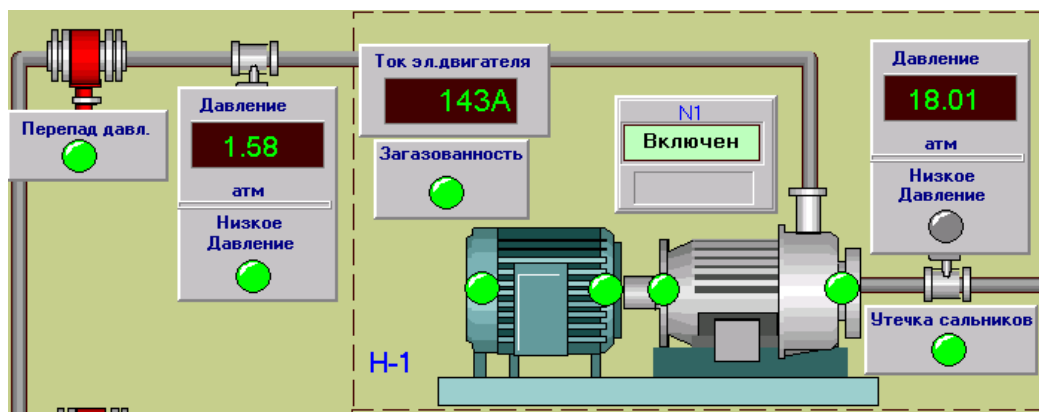 Перепад давл.
Давление
1.58
атм
Низкое
Давление
Ток эл.двигателя
143А
Загазованность
N1
Включен
Н-1
Давление
18.01
атм
Низкое
Давление
Утечка сальников